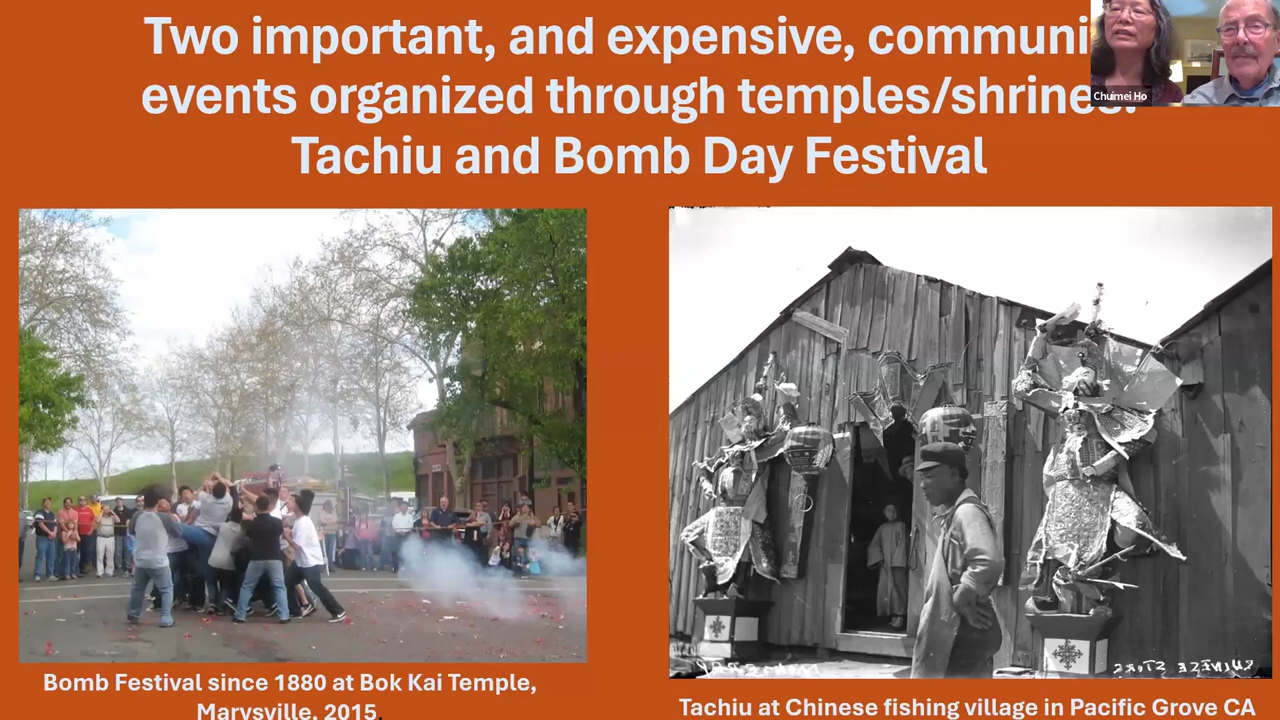 Two important, and expensive, communi
events organized through temples/shrines:
Tachiu and Bomb Day Festival
Chuimei Ho
Bomb Festival since 1880 at Bok Kai Temple,
Marysville, 2015.
Tachiu at Chinese fishing village in Pacific Grove CA